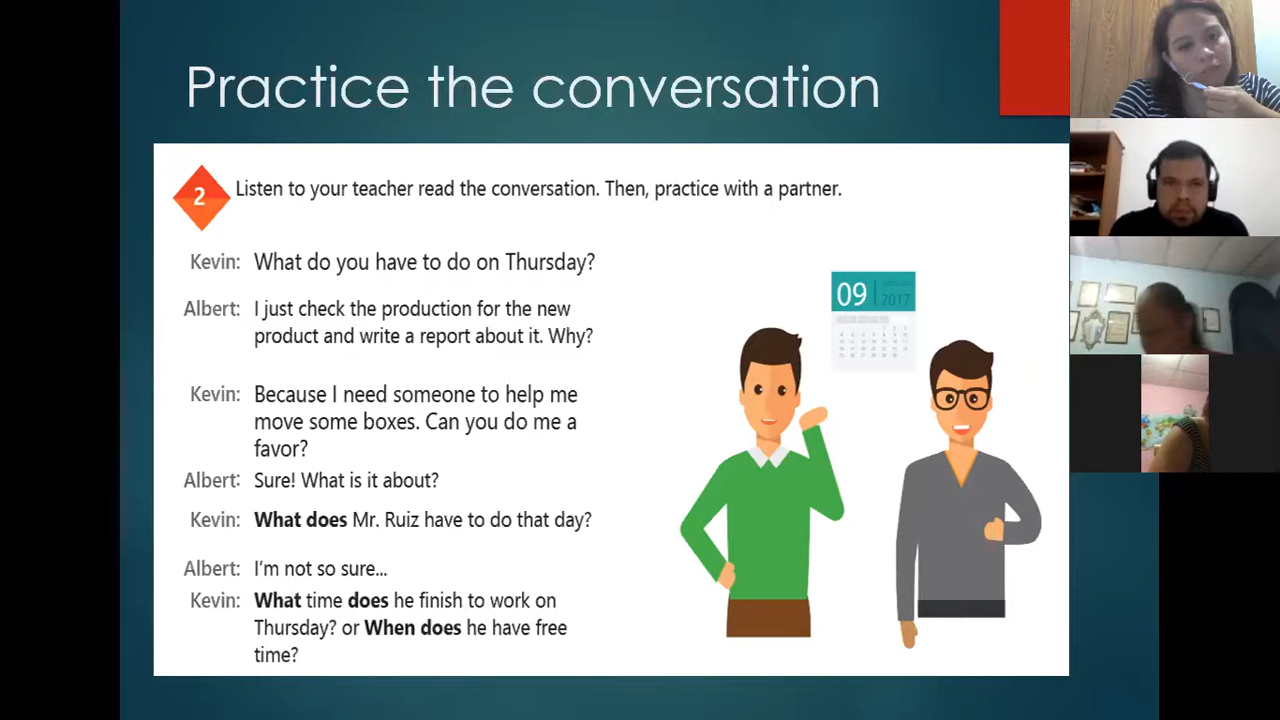 Practice the conversation
2
Listen to your teacher read the conversation. Then, practice with a partner.
Kevin: What do you have to do on Thursday?
Albert: I just check the production for the new
product and write a report about it. Why?
Kevin: Because I need someone to help me
move some boxes. Can you do me a
favor?
Albert: Sure! What is it about?
Kevin: What does Mr. Ruiz have to do that day?
Albert: I'm not so sure...
Kevin: What time does he finish to work on
Thursday? or When does he have free
time?
09
2017